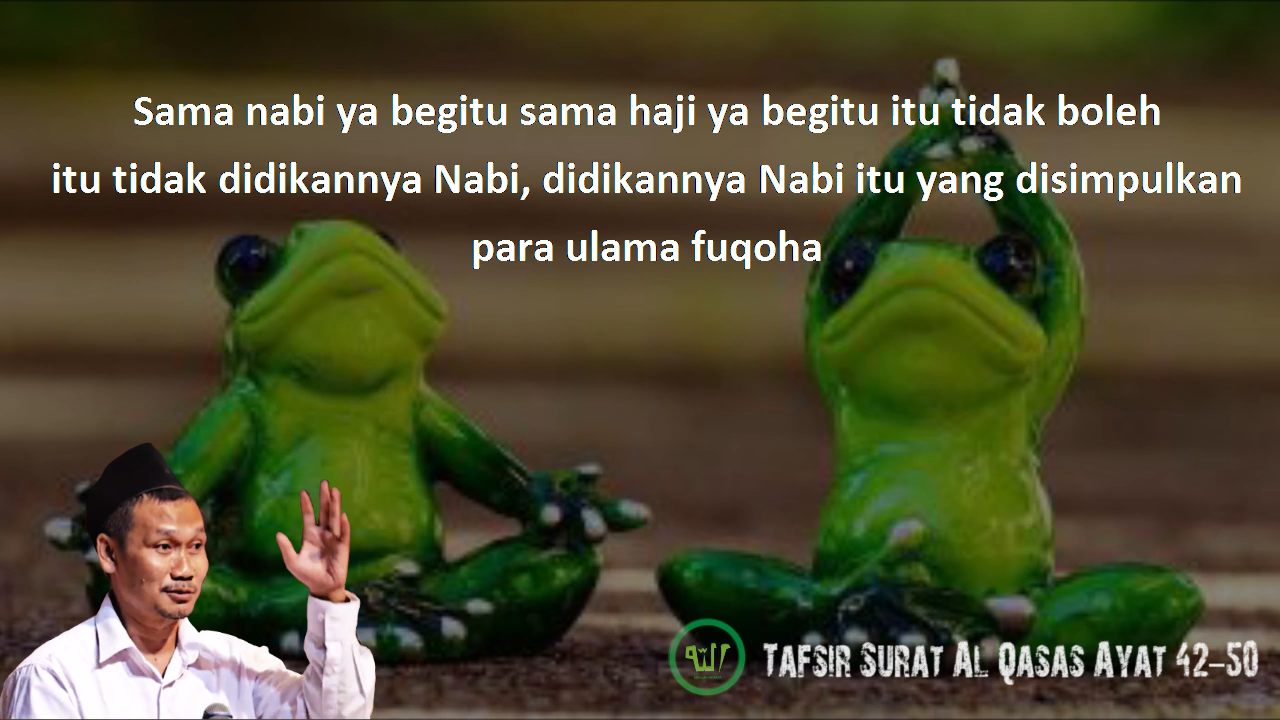 Sama nabi ya begitu sama haji ya begitu itu tidak boleh
itu tidak didikannya Nabi, didikannya Nabi itu yang disimpulkan
para ulama fuqoha
Tafsir Surat Al Qasas Ayat 42-50